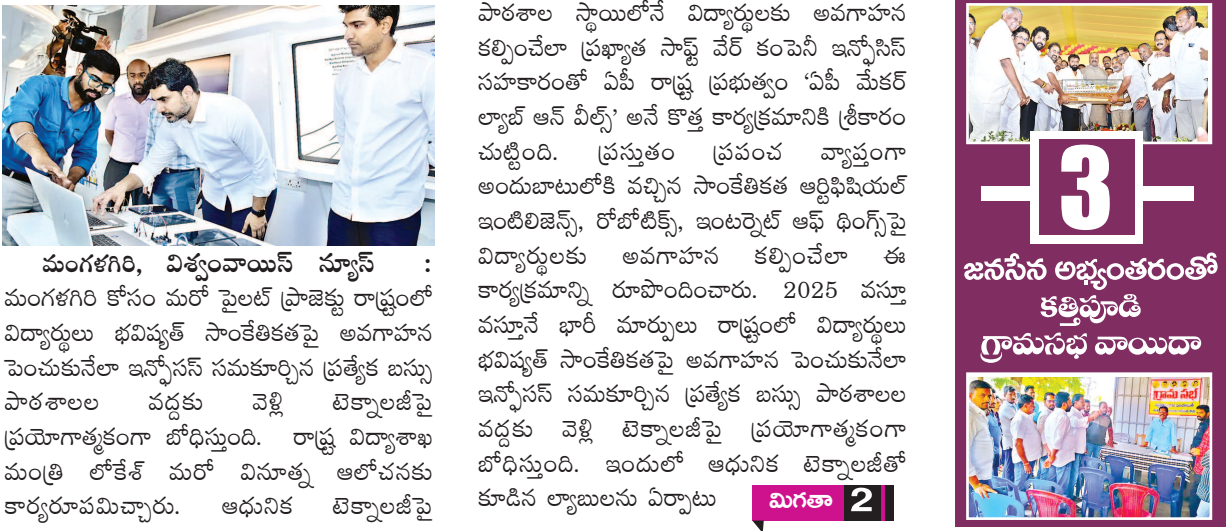 మంగళగిరి, విశ్వంవాయిస్ న్యూస్ :
మంగళగిరి కోసం మరో పైలట్ ప్రాజెక్టు రాష్ట్రంలో
విద్యార్థులు భవిష్యత్ సాంకేతికతపై అవగాహన
పెంచుకునేలా ఇన్ఫోసస్ సమకూర్చిన ప్రత్యేక బస్సు
పాఠశాలల వద్దకు వెళ్లి టెక్నాలజీపై
ప్రయోగాత్మకంగా బోధిస్తుంది. రాష్ట్ర విద్యాశాఖ
మంత్రి లోకేశ్ మరో వినూత్న ఆలోచనకు
కార్యరూపమిచ్చారు. ఆధునిక టెక్నాలజీపై
పాఠశాల స్థాయిలోనే విద్యార్థులకు అవగాహన
కల్పించేలా ప్రఖ్యాత సాఫ్ట్ వేర్ కంపెనీ ఇన్ఫోసిస్
సహకారంతో ఏపీ రాష్ట్ర ప్రభుత్వం ‘ఏపీ మేకర్
ల్యాబ్ ఆన్ వీల్స్’ అనే కొత్త కార్యక్రమానికి శ్రీకారం
చుట్టింది. ప్రస్తుతం ప్రపంచ వ్యాప్తంగా
అందుబాటులోకి వచ్చిన సాంకేతికత ఆర్టిఫిషియల్
ఇంటిలిజెన్స్, రోబోటిక్స్, ఇంటర్నెట్ ఆఫ్ థింగ్స్‌పై
విద్యార్థులకు అవగాహన కల్పించేలా ఈ
కార్యక్రమాన్ని రూపొందించారు. 2025 వస్తూ
వస్తూనే భారీ మార్పులు రాష్ట్రంలో విద్యార్థులు
భవిష్యత్ సాంకేతికతపై అవగాహన పెంచుకునేలా
ఇన్ఫోసస్ సమకూర్చిన ప్రత్యేక బస్సు పాఠశాలల
వద్దకు వెళ్లి టెక్నాలజీపై ప్రయోగాత్మకంగా
బోధిస్తుంది. ఇందులో ఆధునిక టెక్నాలజీతో
కూడిన ల్యాబులను ఏర్పాటు
మిగతా 2
3
జనసేన అభ్యంతరంతో
కత్తిపూడి
గ్రామసభ వాయిదా
గ్రామ సభ